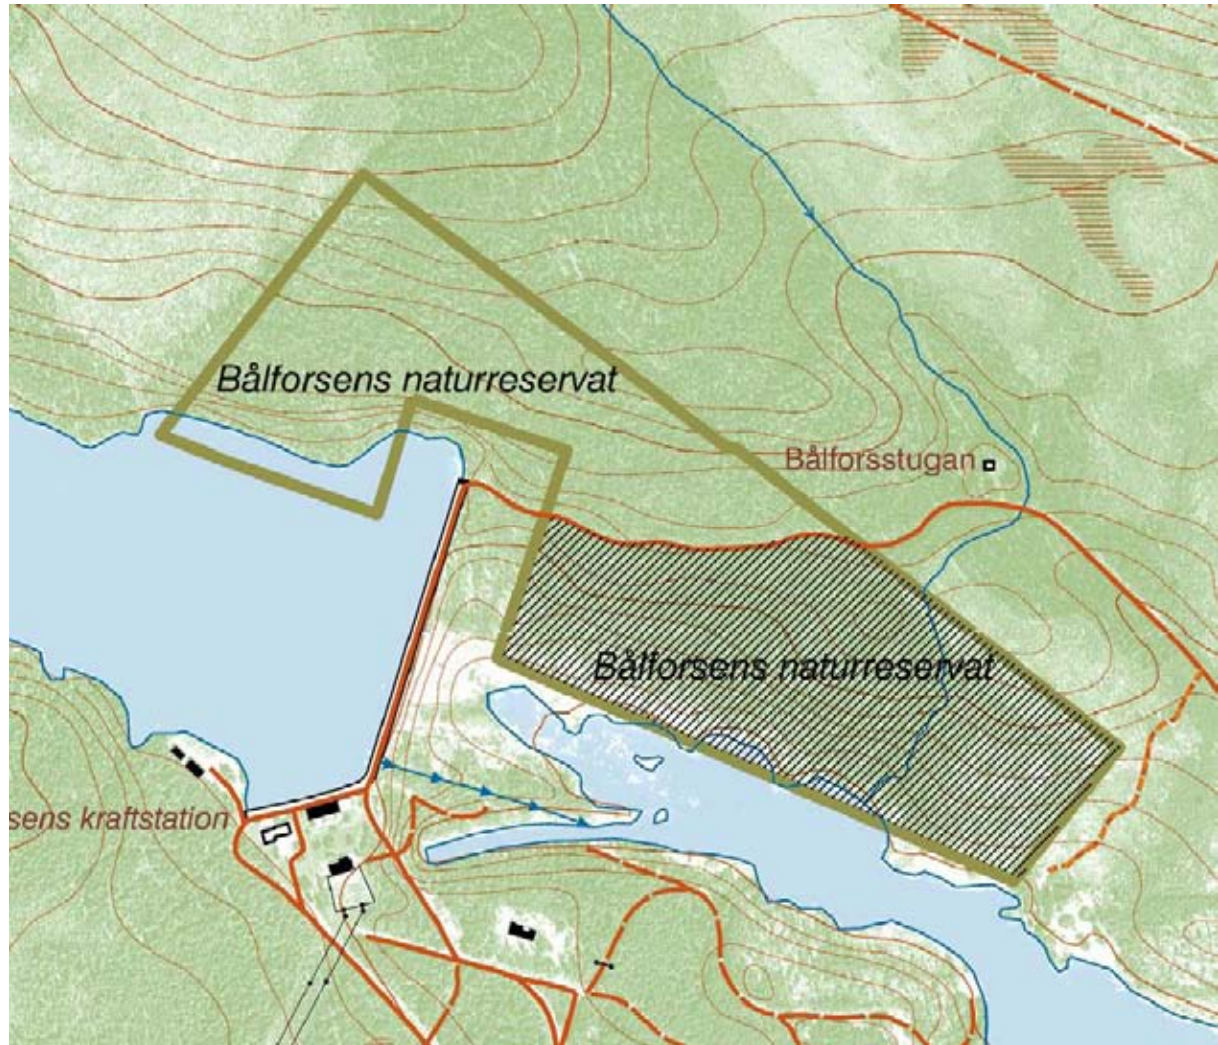 Bålforsens naturreservat
Bålforsstugan
Bålforsens naturreservat
sens kraftstation